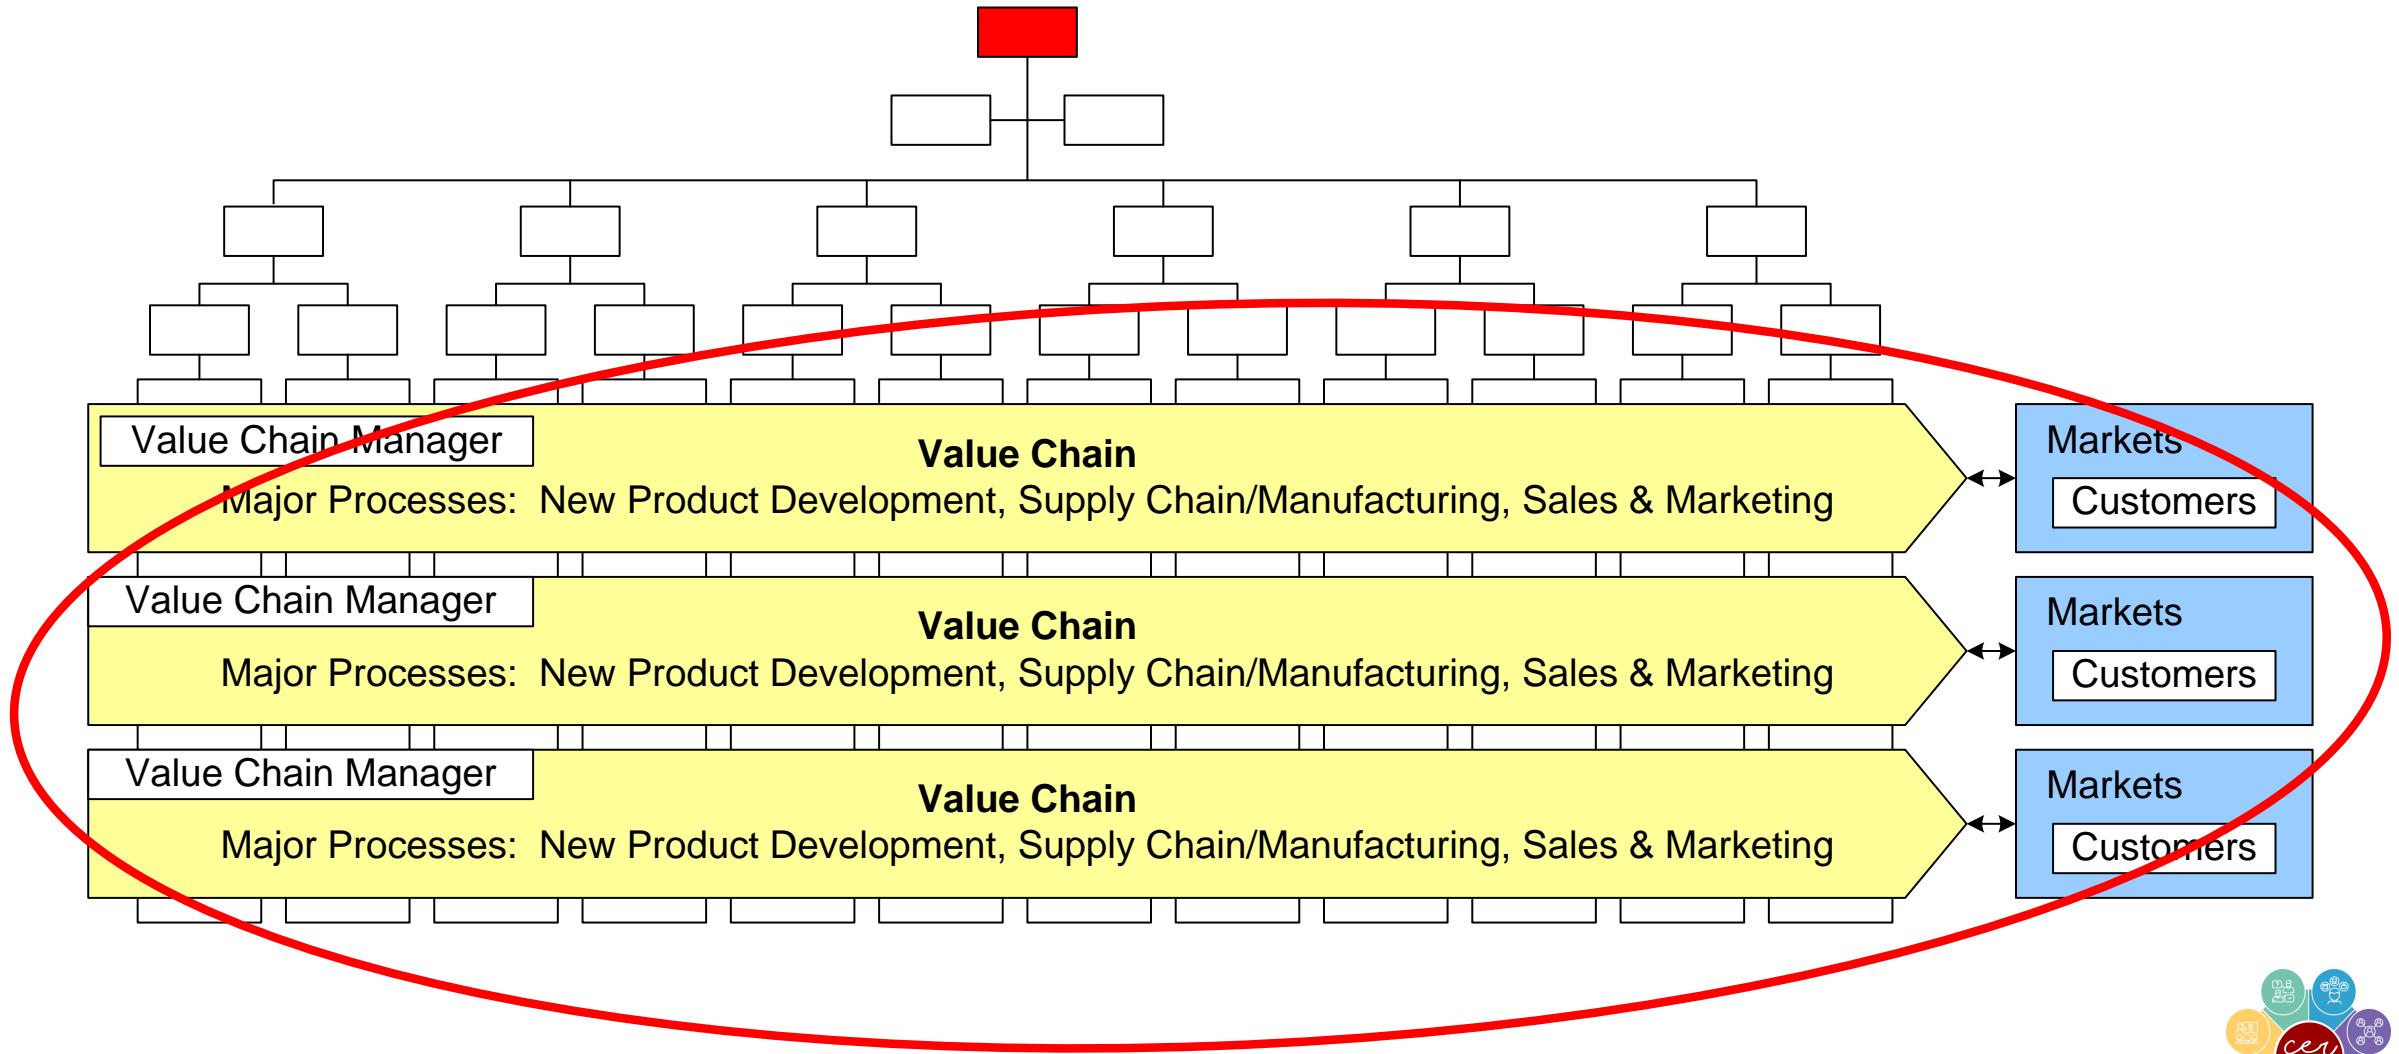 Value Chain Manager
Value Chain
Major Processes:  New Product Development, Supply Chain/Manufacturing, Sales & Marketing
Markets
Customers
Value Chain Manager
Value Chain
Major Processes:  New Product Development, Supply Chain/Manufacturing, Sales & Marketing
Markets
Customers
Value Chain Manager
Value Chain
Major Processes:  New Product Development, Supply Chain/Manufacturing, Sales & Marketing
Markets
Customers